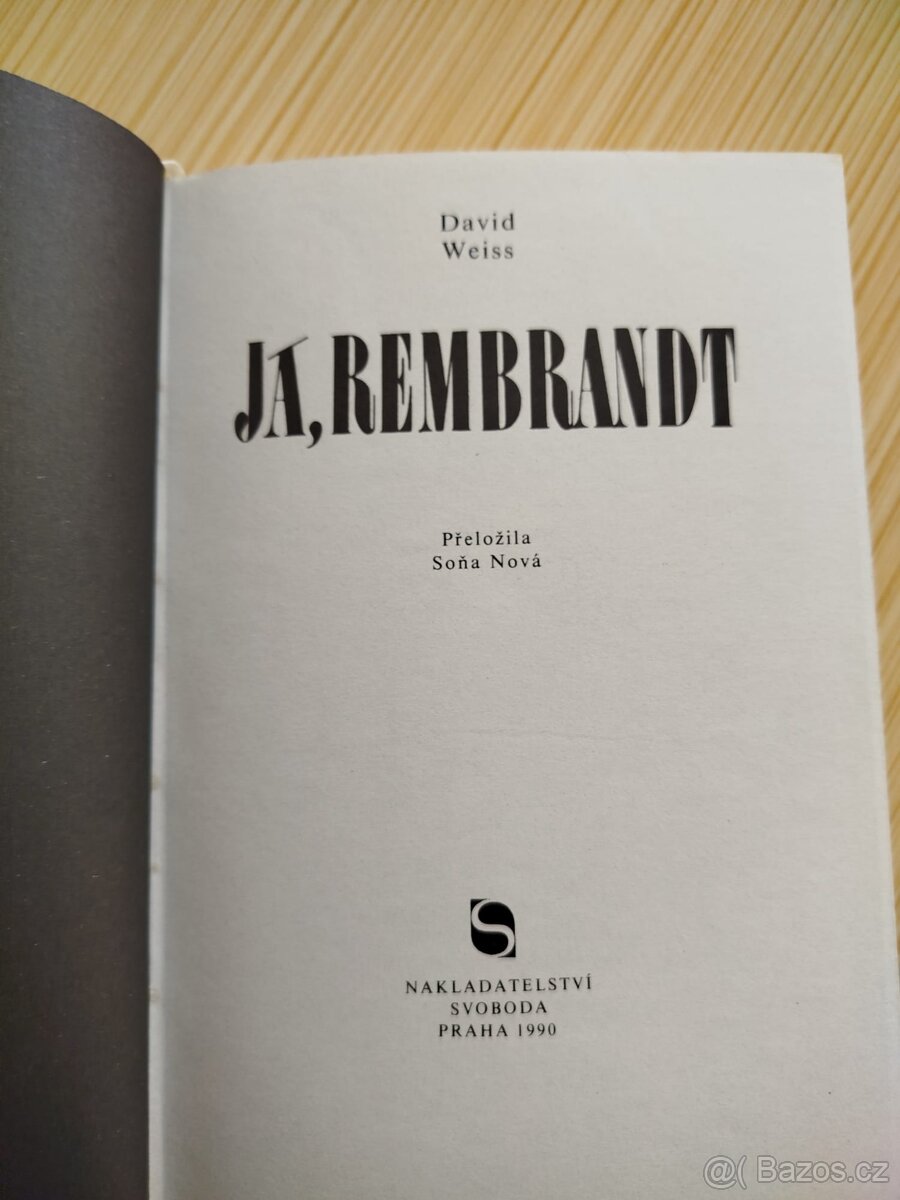 David
Weiss
JÁ, REMBRANDT
Přeložila
Soňa Nová
S
NAKLADATELSTVÍ
SVOBODA
PRAHA 1990
@( Bazos.cz